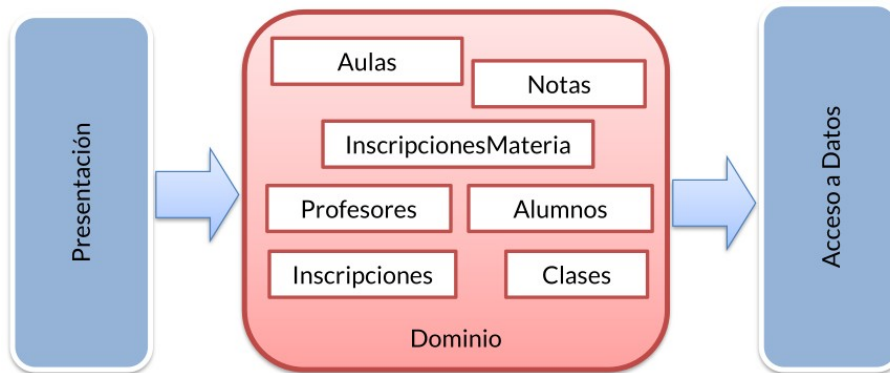 Presentación
Aulas
Notas
InscripcionesMateria
Profesores
Alumnos
Inscripciones
Clases
Dominio
Acceso a Datos